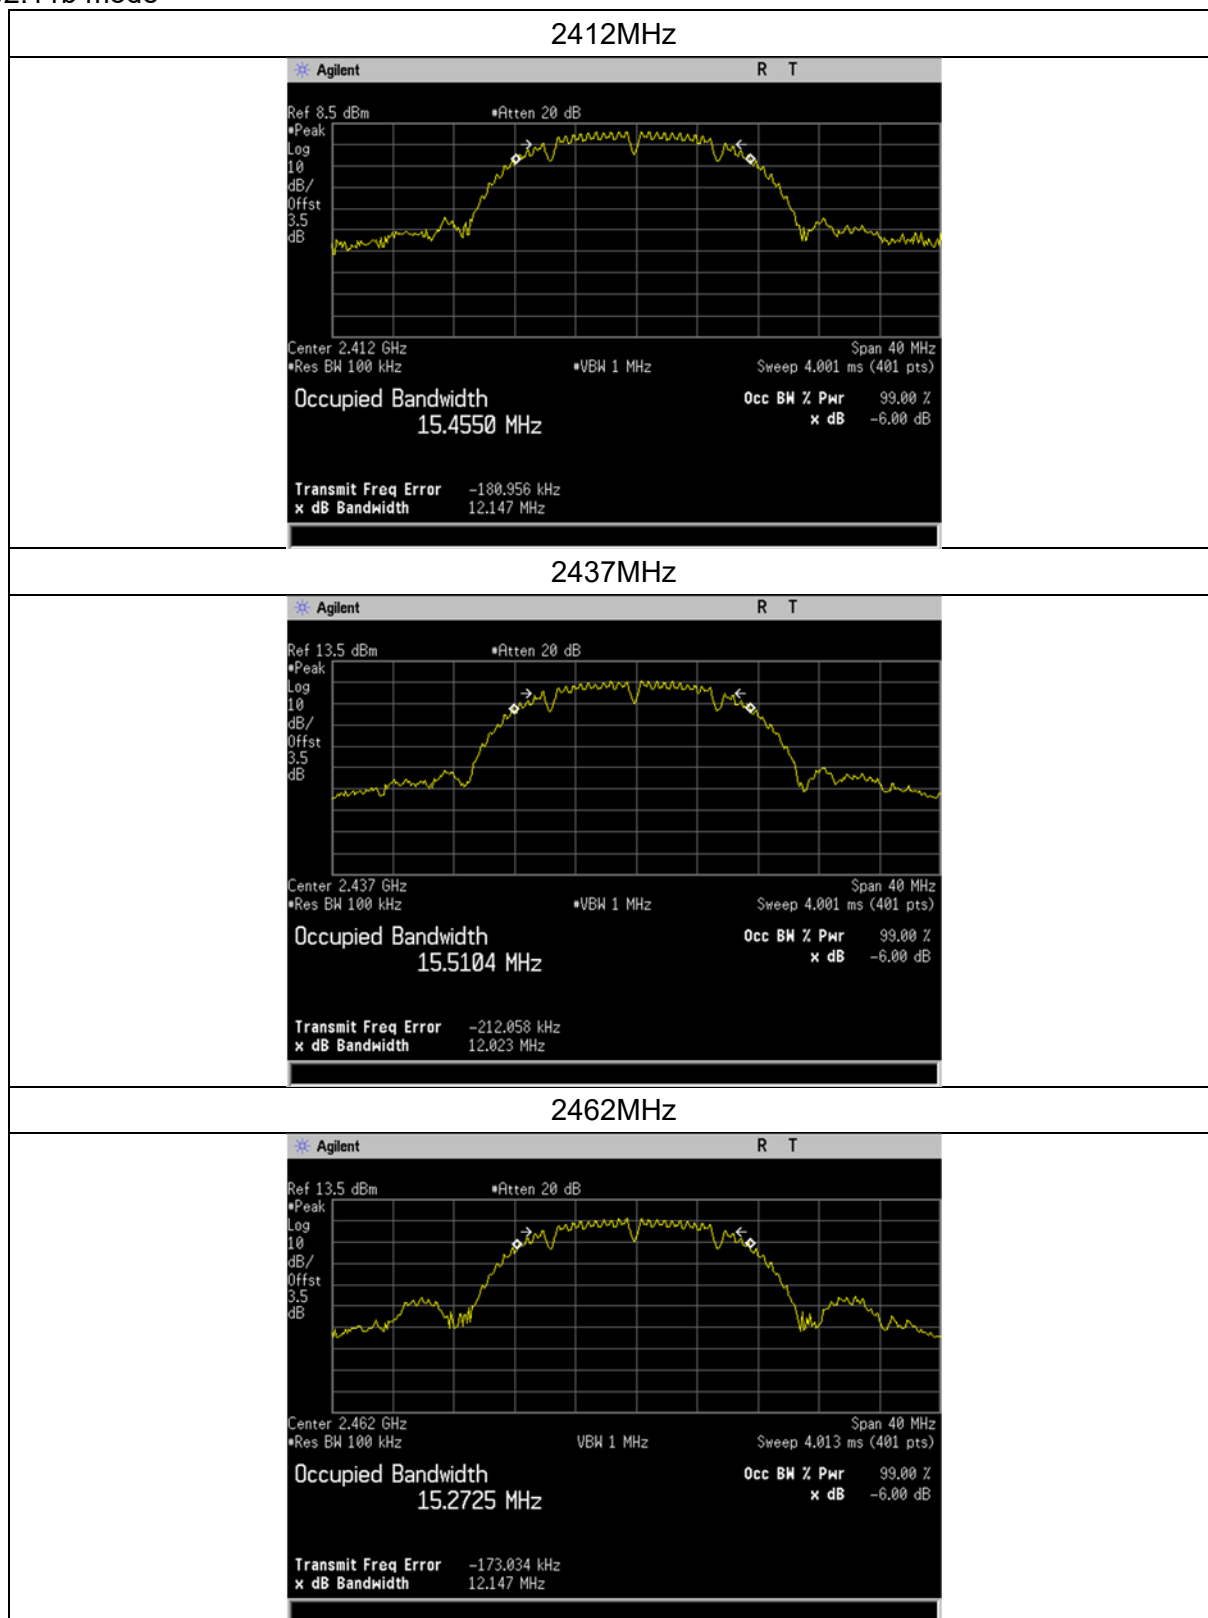 2412MHz
Agilent R T
Ref 8.5 dBm *Atten 20 dB
*Peak
Log
10
dB/
Offst
3.5
dB
Center 2.412 GHz Span 40 MHz
*Res BW 100 kHz *VBW 1 MHz Sweep 4.001 ms (401 pts)
Occupied Bandwidth Occ BW % Pwr 99.00 %
15.4550 MHz x dB -6.00 dB
Transmit Freq Error -180.956 kHz
x dB Bandwidth 12.147 MHz
2437MHz
Agilent R T
Ref 13.5 dBm *Atten 20 dB
*Peak
Log
10
dB/
Offst
3.5
dB
Center 2.437 GHz Span 40 MHz
*Res BW 100 kHz *VBW 1 MHz Sweep 4.001 ms (401 pts)
Occupied Bandwidth Occ BW % Pwr 99.00 %
15.5104 MHz x dB -6.00 dB
Transmit Freq Error -212.058 kHz
x dB Bandwidth 12.023 MHz
2462MHz
Agilent R T
Ref 13.5 dBm *Atten 20 dB
*Peak
Log
10
dB/
Offst
3.5
dB
Center 2.462 GHz Span 40 MHz
*Res BW 100 kHz VBW 1 MHz Sweep 4.013 ms (401 pts)
Occupied Bandwidth Occ BW % Pwr 99.00 %
15.2725 MHz x dB -6.00 dB
Transmit Freq Error -173.034 kHz
x dB Bandwidth 12.147 MHz